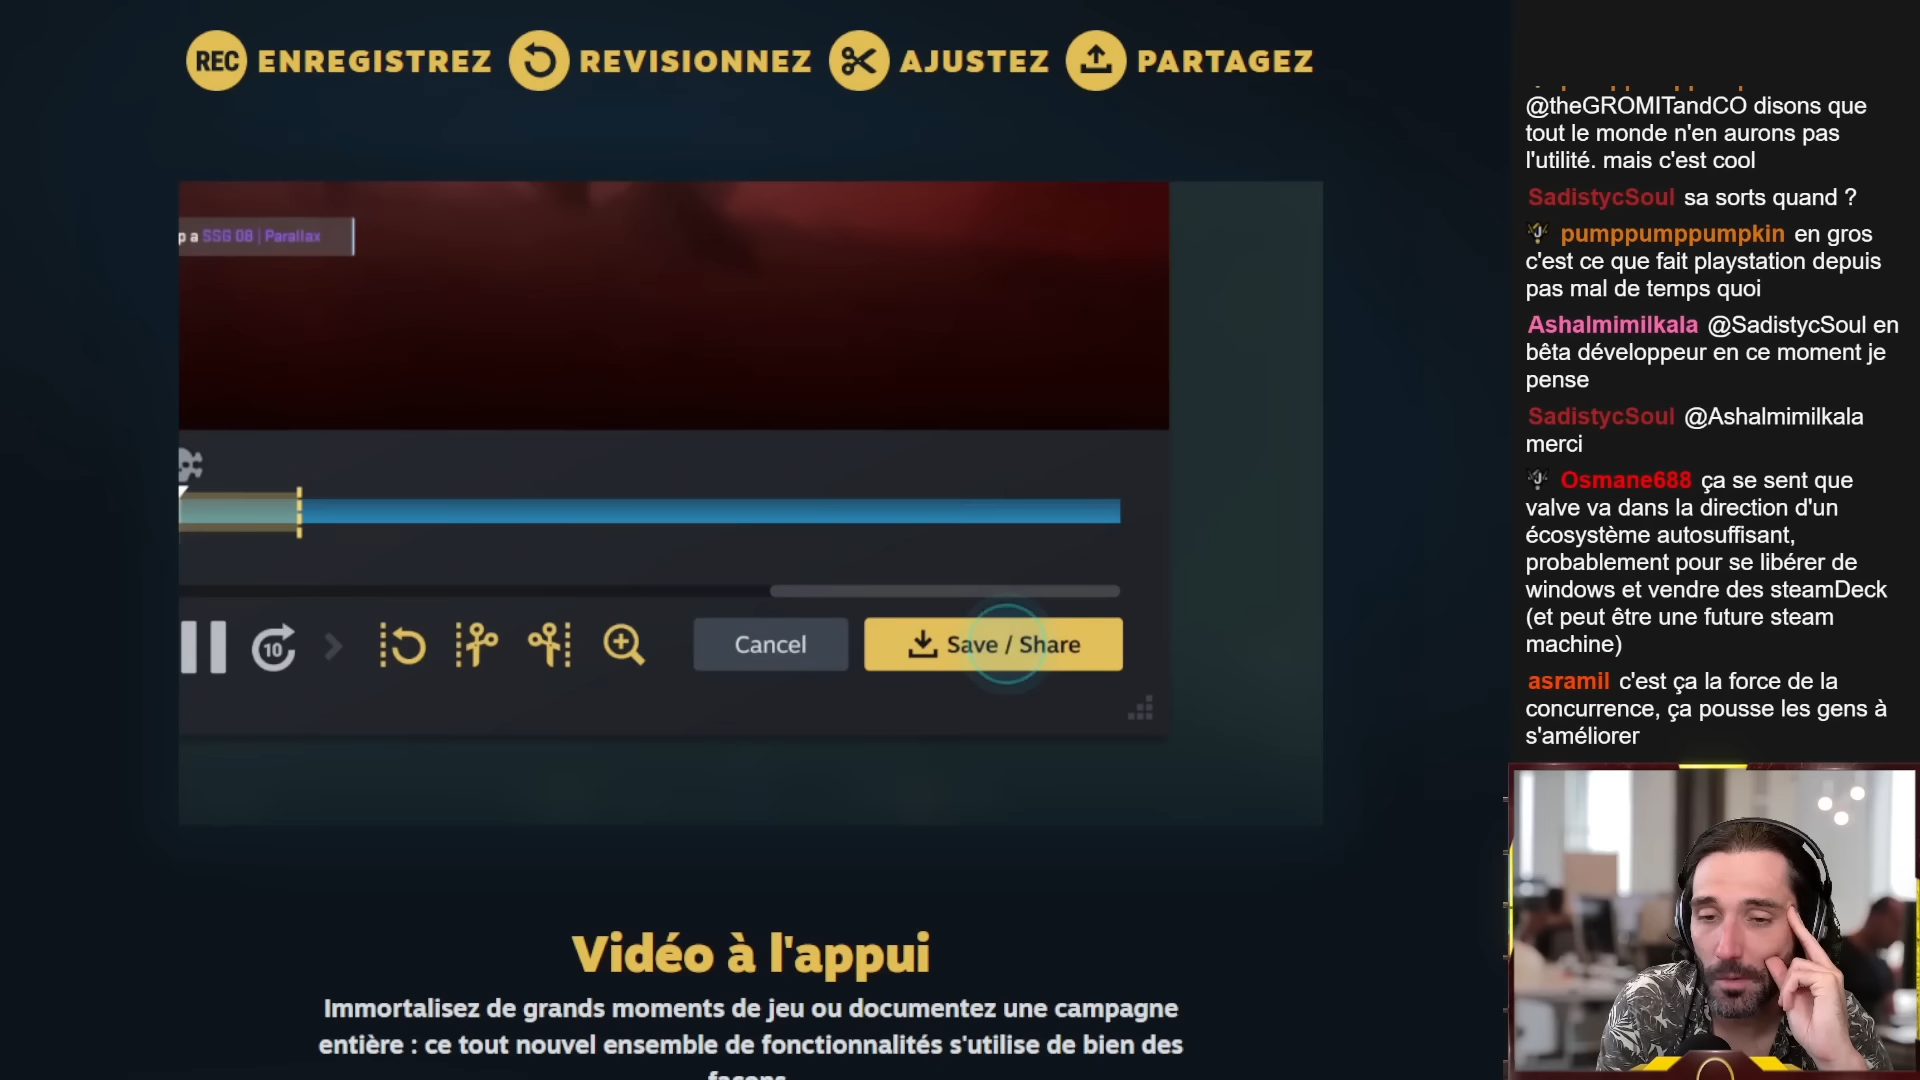 REC ENREGISTREZ REVISIONNEZ AJUSTEZ PARTAGEZ
p a SSG 08 | Parallax
10
Cancel
Save / Share
Vidéo à l'appui
Immortalisez de grands moments de jeu ou documentez une campagne
entière : ce tout nouvel ensemble de fonctionnalités s'utilise de bien des
@theGROMITandCO disons que
tout le monde n'en aurons pas
l'utilité. mais c'est cool
SadistycSoul sa sorts quand ?
pumppumppumpkin en gros
c'est ce que fait playstation depuis
pas mal de temps quoi
Ashalmimilkala @SadistycSoul en
bêta développeur en ce moment je
pense
SadistycSoul @Ashalmimilkala
merci
Osmane688 ça se sent que
valve va dans la direction d'un
écosystème autosuffisant,
probablement pour se libérer de
windows et vendre des steamDeck
(et peut être une future steam
machine)
asramil c'est ça la force de la
concurrence, ça pousse les gens à
s'améliorer